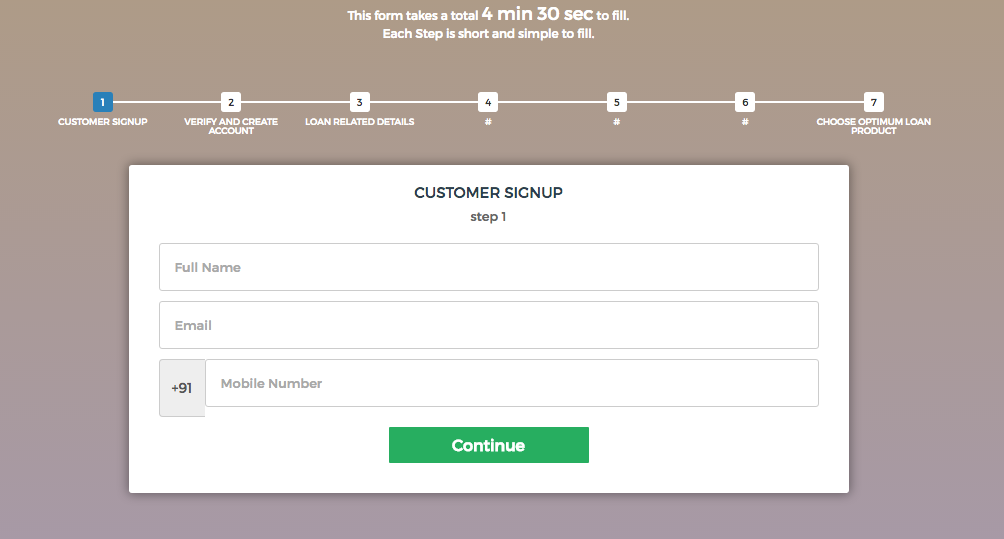 This form takes a total 4 min 30 sec to fill.
Each Step is short and simple to fill.
1 2 3 4 5 6 7
CUSTOMER SIGNUP
VERIFY AND CREATE
ACCOUNT
LOAN RELATED DETAILS
#
#
#
CHOOSE OPTIMUM LOAN
PRODUCT
CUSTOMER SIGNUP
step 1
Full Name
Email
+91 Mobile Number
Continue